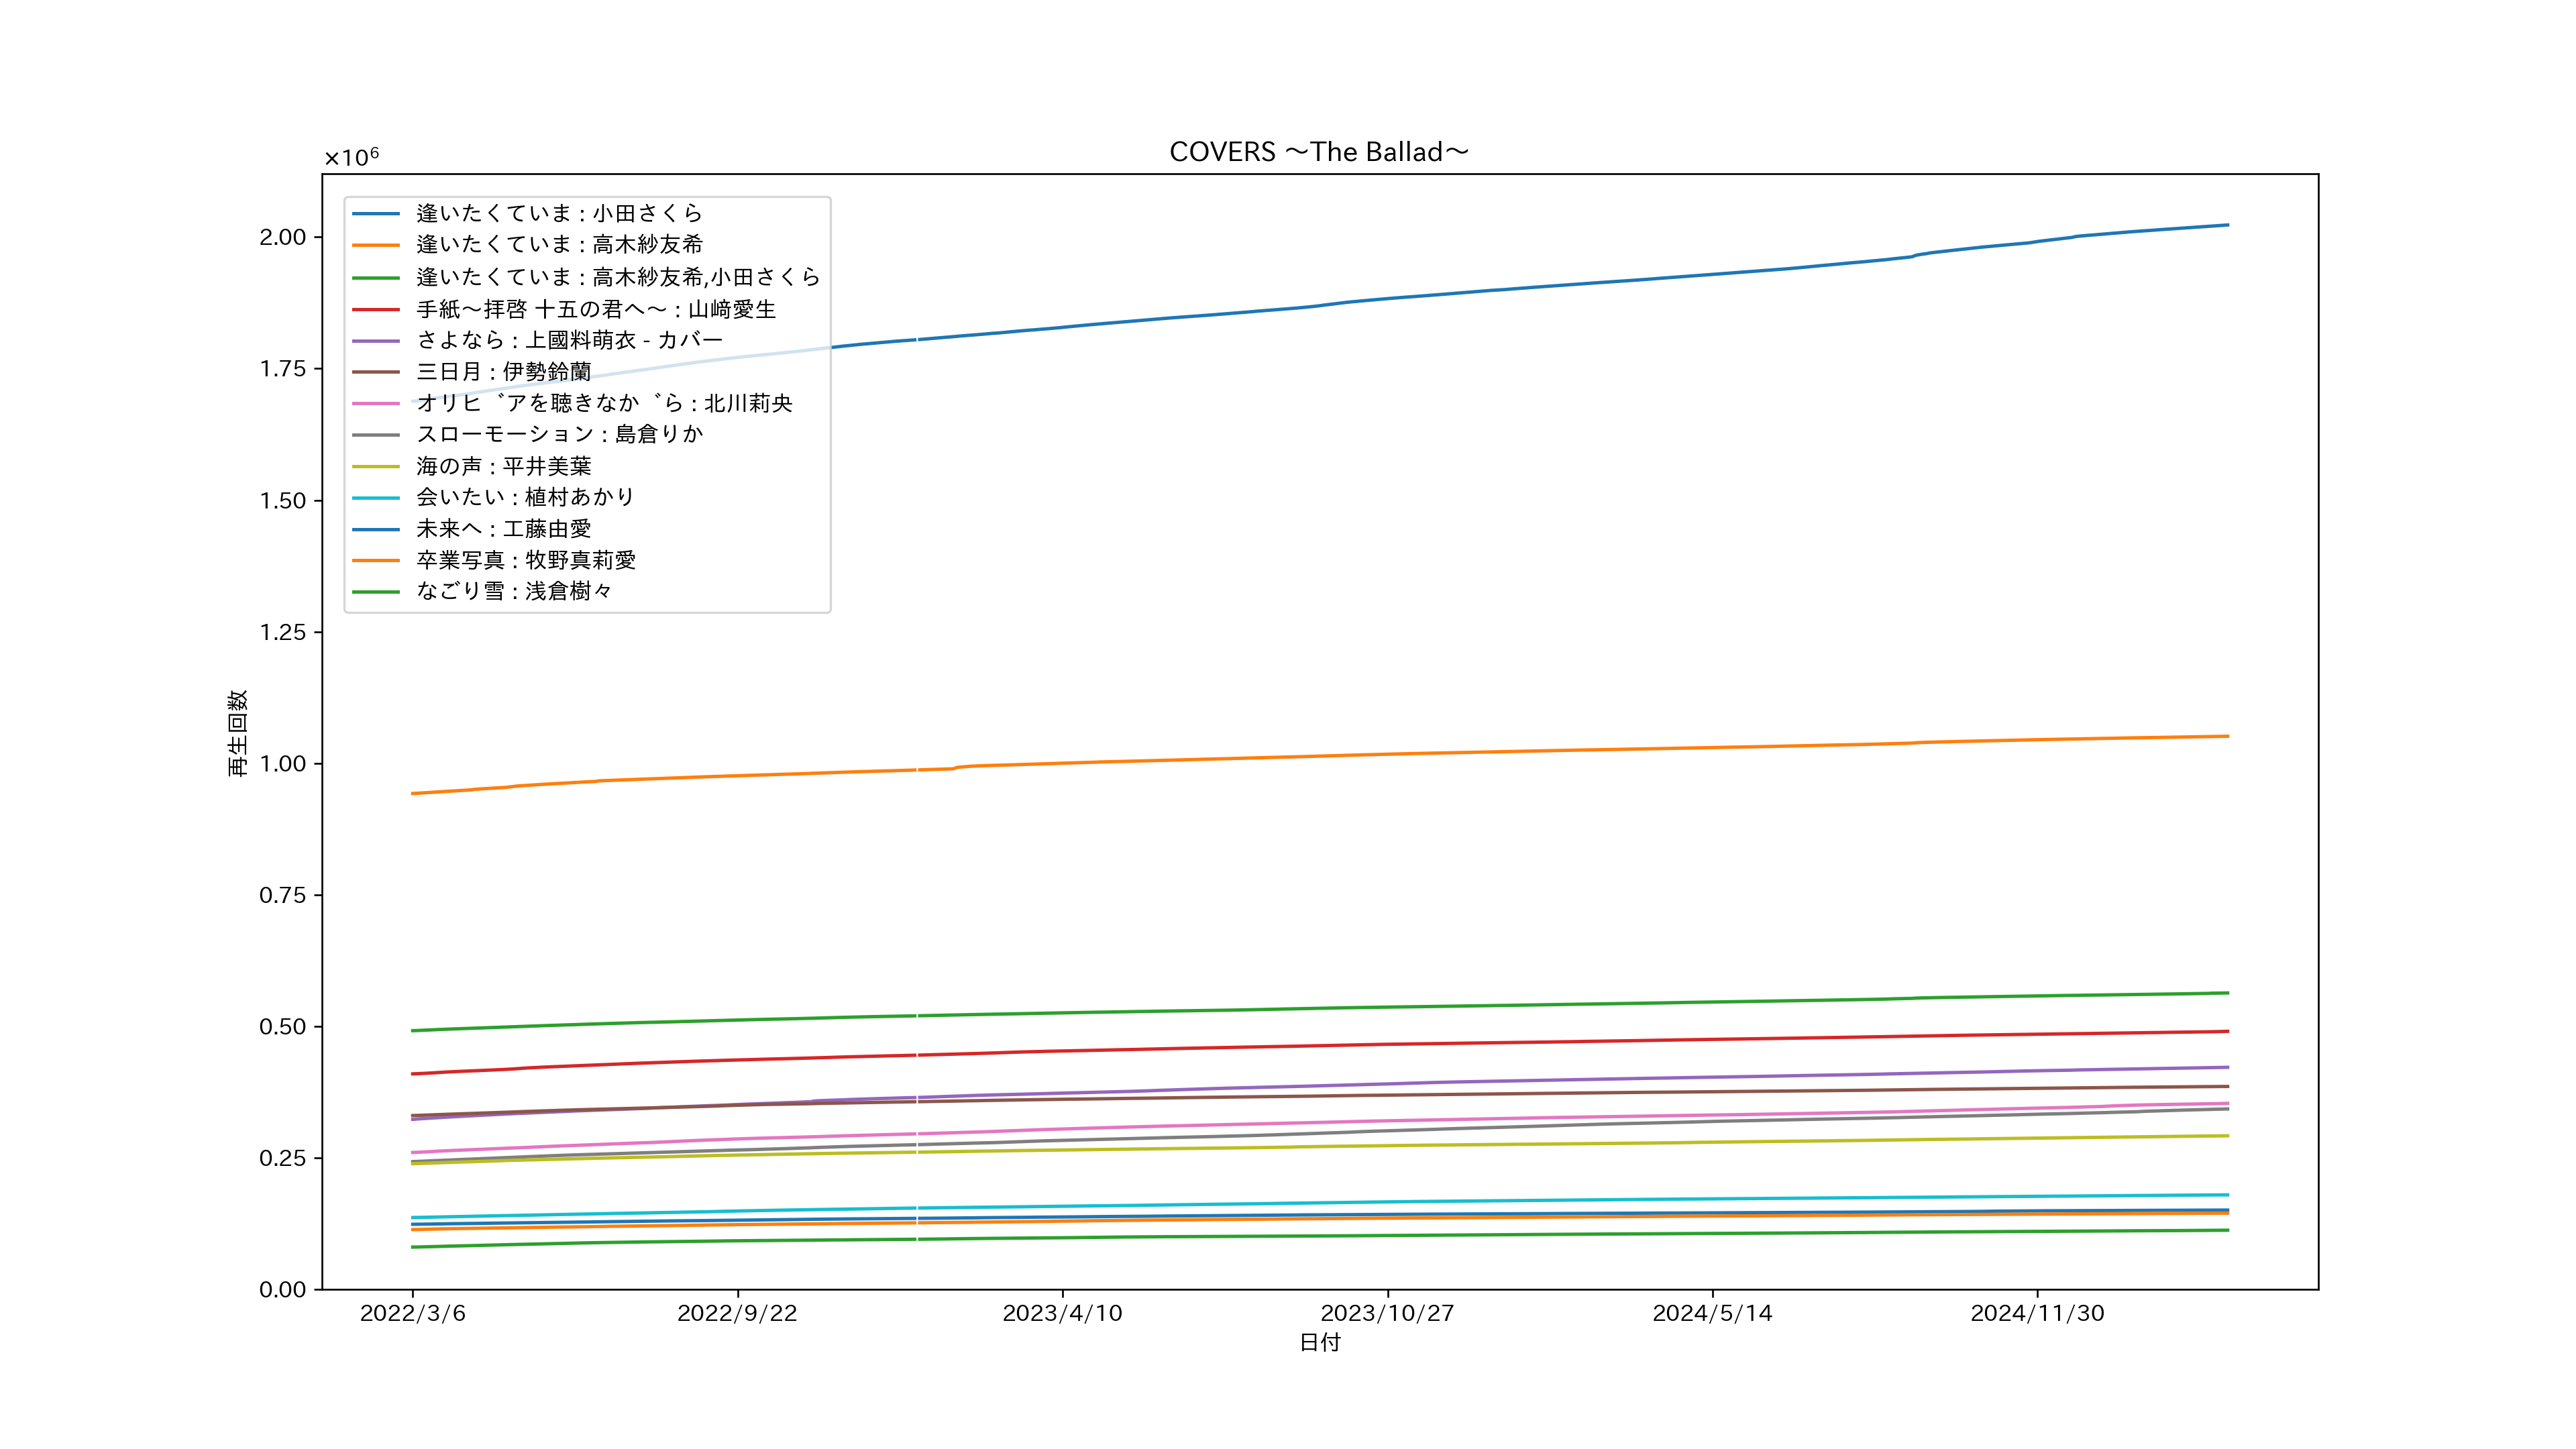 COVERS ～The Ballad～
×10⁶
2.00
1.75
1.50
1.25
1.00
0.75
0.50
0.25
0.00
再生回数
逢いたくていま : 小田さくら
逢いたくていま : 高木紗友希
逢いたくていま : 高木紗友希,小田さくら
手紙～拝啓 十五の君へ～ : 山﨑愛生
さよなら : 上國料萌衣 - カバー
三日月 : 伊勢鈴蘭
オリヒ゛アを聴きなか゛ら : 北川莉央
スローモーション : 島倉りか
海の声 : 平井美葉
会いたい : 植村あかり
未来へ : 工藤由愛
卒業写真 : 牧野真莉愛
なごり雪 : 浅倉樹々
2022/3/6
2022/9/22
2023/4/10
2023/10/27
2024/5/14
2024/11/30
日付